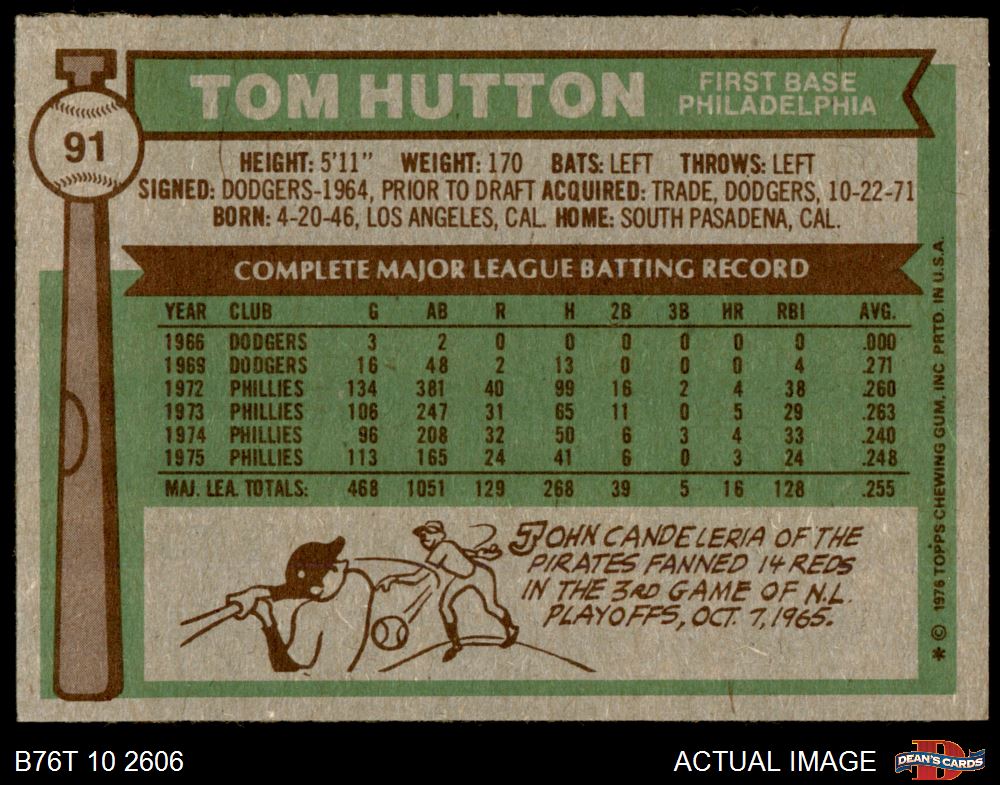 91
TOM HUTTON
FIRST BASE
PHILADELPHIA
HEIGHT: 5'11" WEIGHT: 170 BATS: LEFT THROWS: LEFT
SIGNED: DODGERS-1964, PRIOR TO DRAFT ACQUIRED: TRADE, DODGERS, 10-22-71
BORN: 4-20-46, LOS ANGELES, CAL. HOME: SOUTH PASADENA, CAL.
COMPLETE MAJOR LEAGUE BATTING RECORD
YEAR CLUB G AB R H 2B 3B HR RBI AVG.
1966 DODGERS 3 2 0 0 0 0 0 0 .000
1969 DODGERS 16 48 2 13 0 0 0 4 .271
1972 PHILLIES 134 381 40 99 16 2 4 38 .260
1973 PHILLIES 106 247 31 65 11 0 5 29 .263
1974 PHILLIES 96 208 32 50 6 3 4 33 .240
1975 PHILLIES 113 165 24 41 6 0 3 24 .248
MAJ. LEA. TOTALS: 468 1051 129 268 39 5 16 128 .255
JOHN CANDELERIA OF THE
PIRATES FANNED 14 REDS
IN THE 3RD GAME OF N.L.
PLAYOFFS, OCT. 7, 1965.
* © 1976 TOPPS CHEWING GUM, INC PRTD. IN U.S.A.
B76T 10 2606
ACTUAL IMAGE
D
DEAN'S CARDS